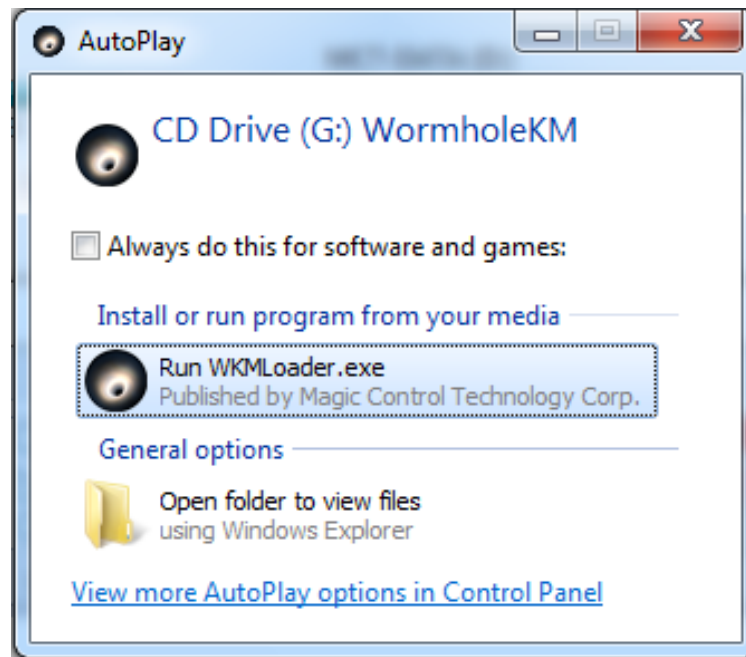 AutoPlay
CD Drive (G:) WormholeKM
Always do this for software and games:
Install or run program from your media
Run WKMLoader.exe
Published by Magic Control Technology Corp.
General options
Open folder to view files
using Windows Explorer
View more AutoPlay options in Control Panel